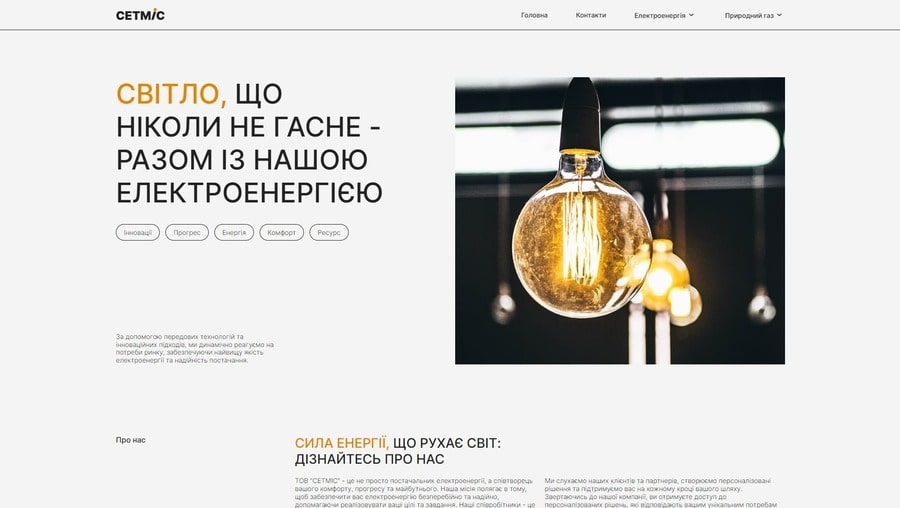 СЕТМІС
Головна
Контакти
Електроенергія
Природний газ
СВІТЛО, ЩО
НІКОЛИ НЕ ГАСНЕ -
РАЗОМ ІЗ НАШОЮ
ЕЛЕКТРОЕНЕРГІЄЮ
Інновації
Прогрес
Енергія
Комфорт
Ресурс
За допомогою передових технологій та
інноваційних підходів, ми динамічно реагуємо на
потреби ринку, забезпечуючи найвищу якість
електроенергії та надійність постачання.
Про нас
СИЛА ЕНЕРГІЇ, ЩО РУХАЄ СВІТ:
ДІЗНАЙТЕСЬ ПРО НАС
ТОВ "СЕТМІС" - це не просто постачальник електроенергії, а співтворець
вашого комфорту, прогресу та майбутнього. Наша місія полягає в тому,
щоб забезпечити вас електроенергію безперебійно та надійно,
допомагаючи реалізовувати ваші цілі та завдання. Наші співробітники - це
Ми слухаємо наших клієнтів та партнерів, створюємо персоналізовані
рішення та підтримуємо вас на кожному кроці вашого шляху.
Звертаючись до нашої компанії, ви отримуєте доступ до
персоналізованих рішень, які відповідають вашим унікальним потребам